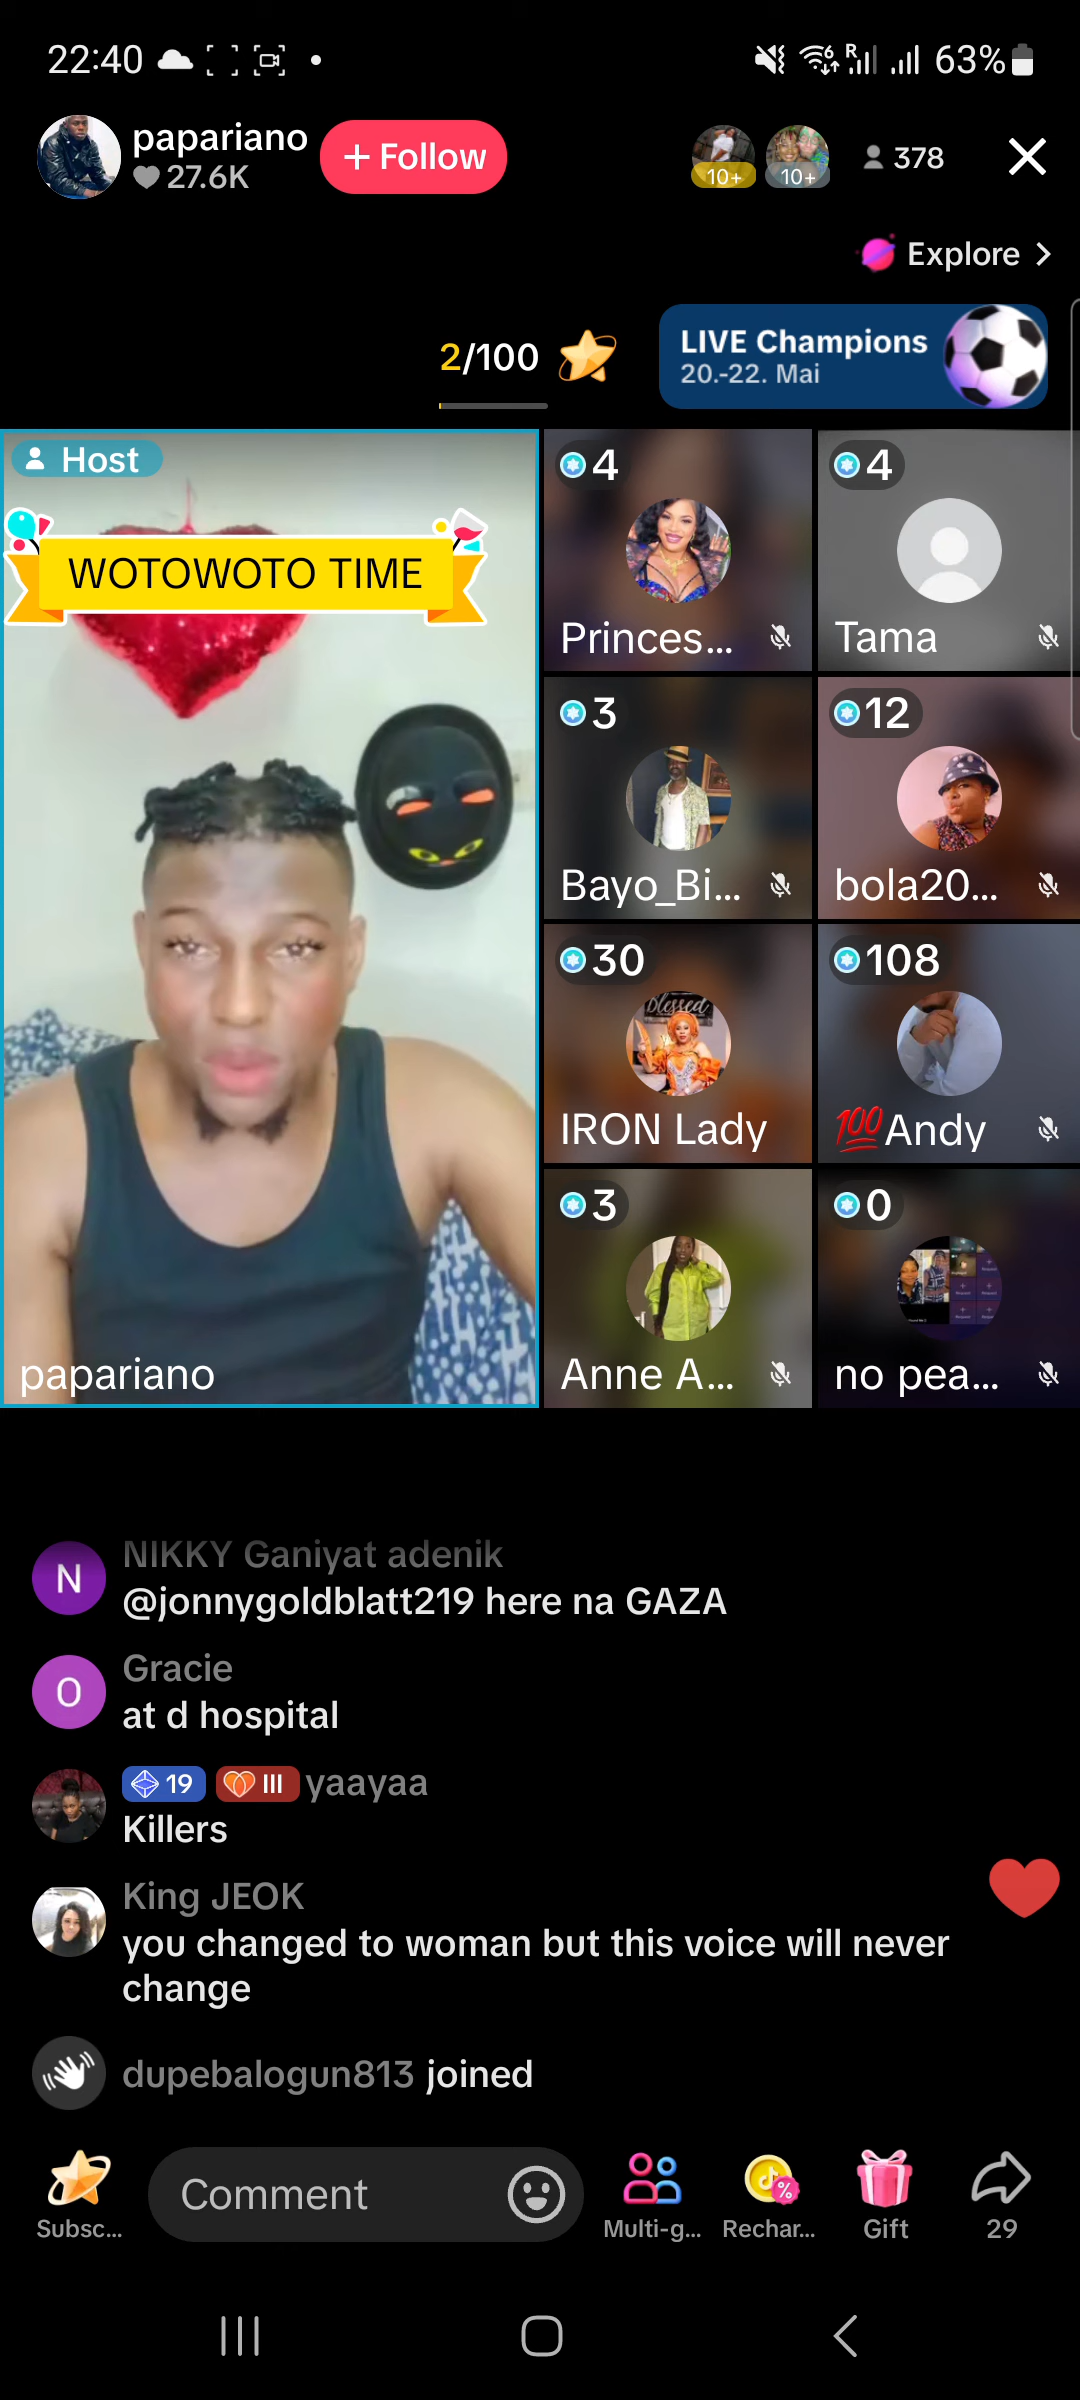 22:40
R
63%
papariano
27.6K
+ Follow
10+
10+
378
Explore
2/100
LIVE Champions
20.-22. Mai
Host
WOTOWOTO TIME
papariano
4
Princes...
4
Tama
3
Bayo_Bi...
12
bola20...
30
Blessed
IRON Lady
108
💯Andy
3
Anne A...
0
no pea...
N
NIKKY Ganiyat adenik
@jonnygoldblatt219 here na GAZA
O
Gracie
at d hospital
19
III
yaayaa
Killers
King JEOK
you changed to woman but this voice will never
change
dupebalogun813 joined
Comment
Subsc...
Multi-g...
Rechar...
Gift
29